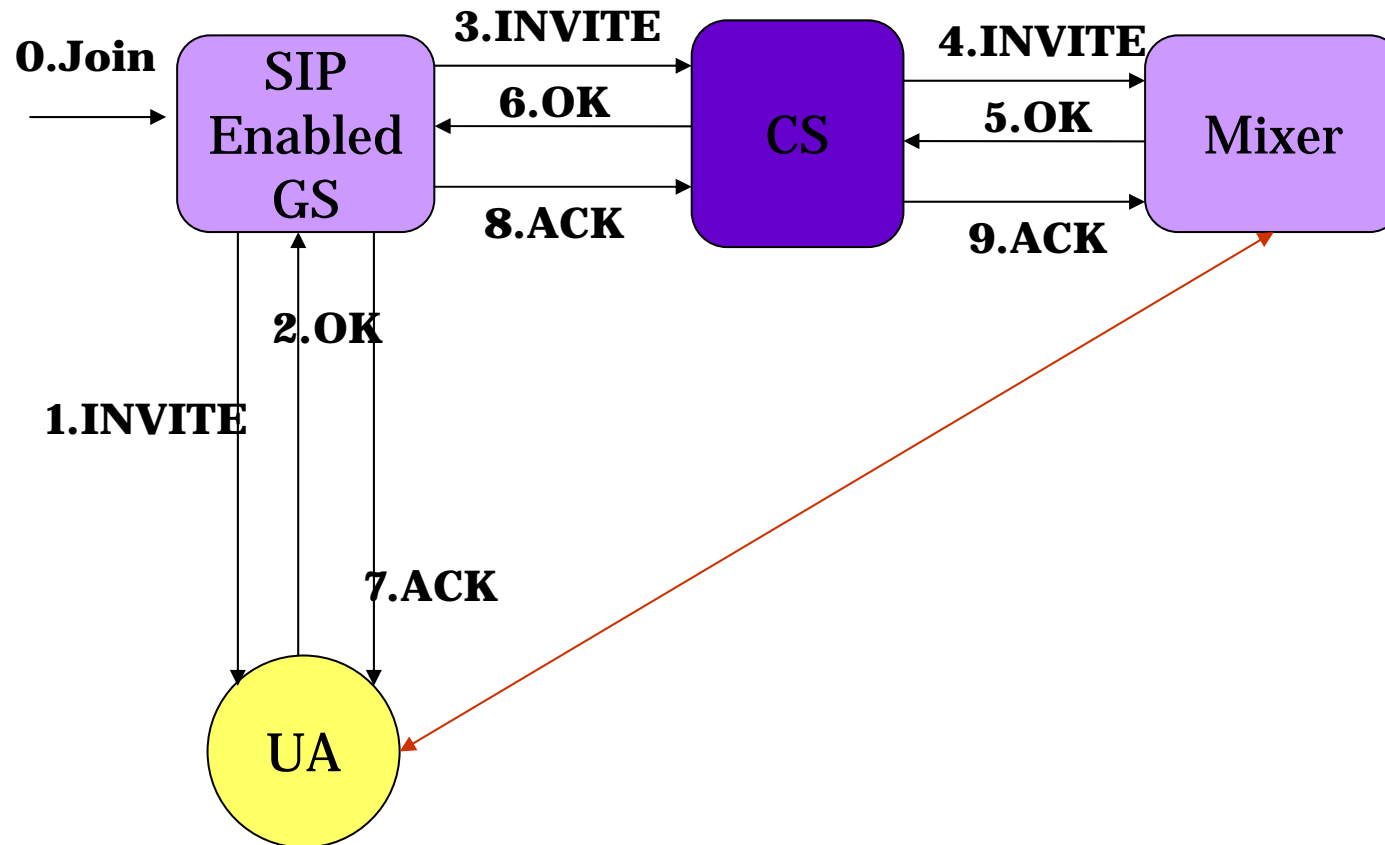 0.Join
SIP
Enabled
GS
3.INVITE
6.OK
8.ACK
CS
4.INVITE
5.OK
9.ACK
Mixer
2.OK
1.INVITE
7.ACK
UA